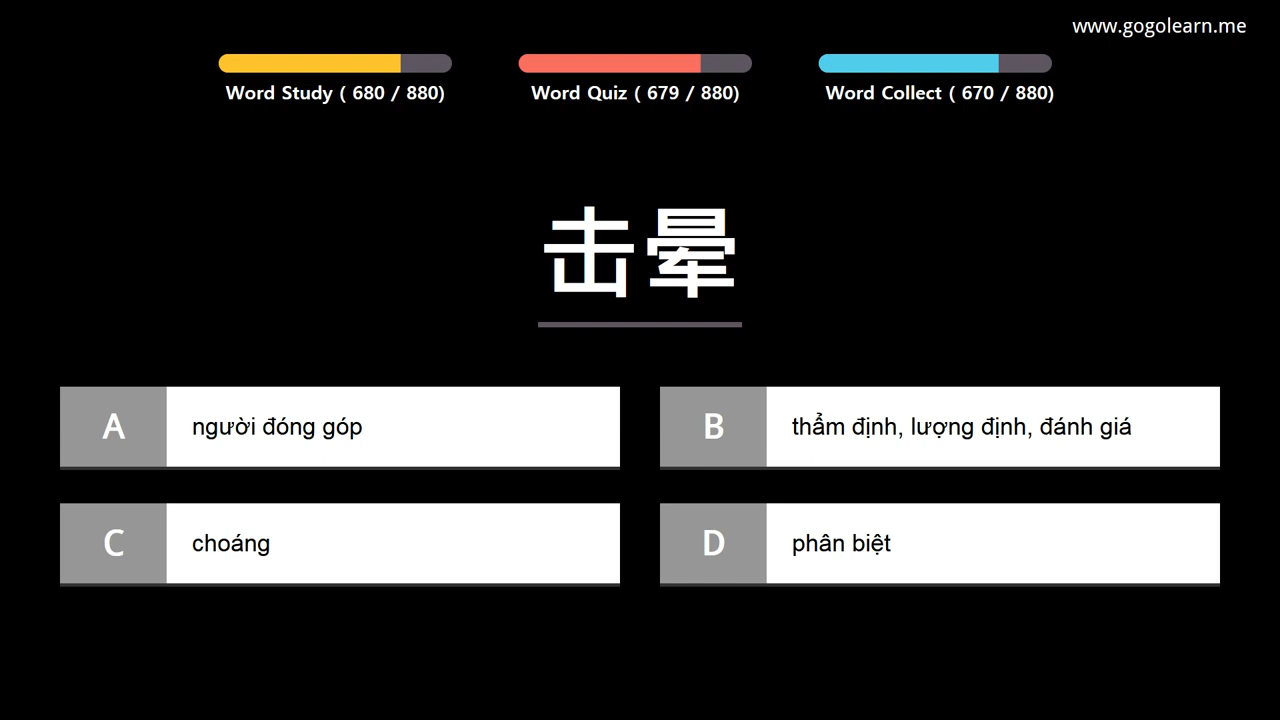 www.gogolearn.me
Word Study ( 680 / 880)
Word Quiz ( 679 / 880)
Word Collect ( 670 / 880)
击晕
A
người đóng góp
B
thẩm định, lượng định, đánh giá
C
choáng
D
phân biệt